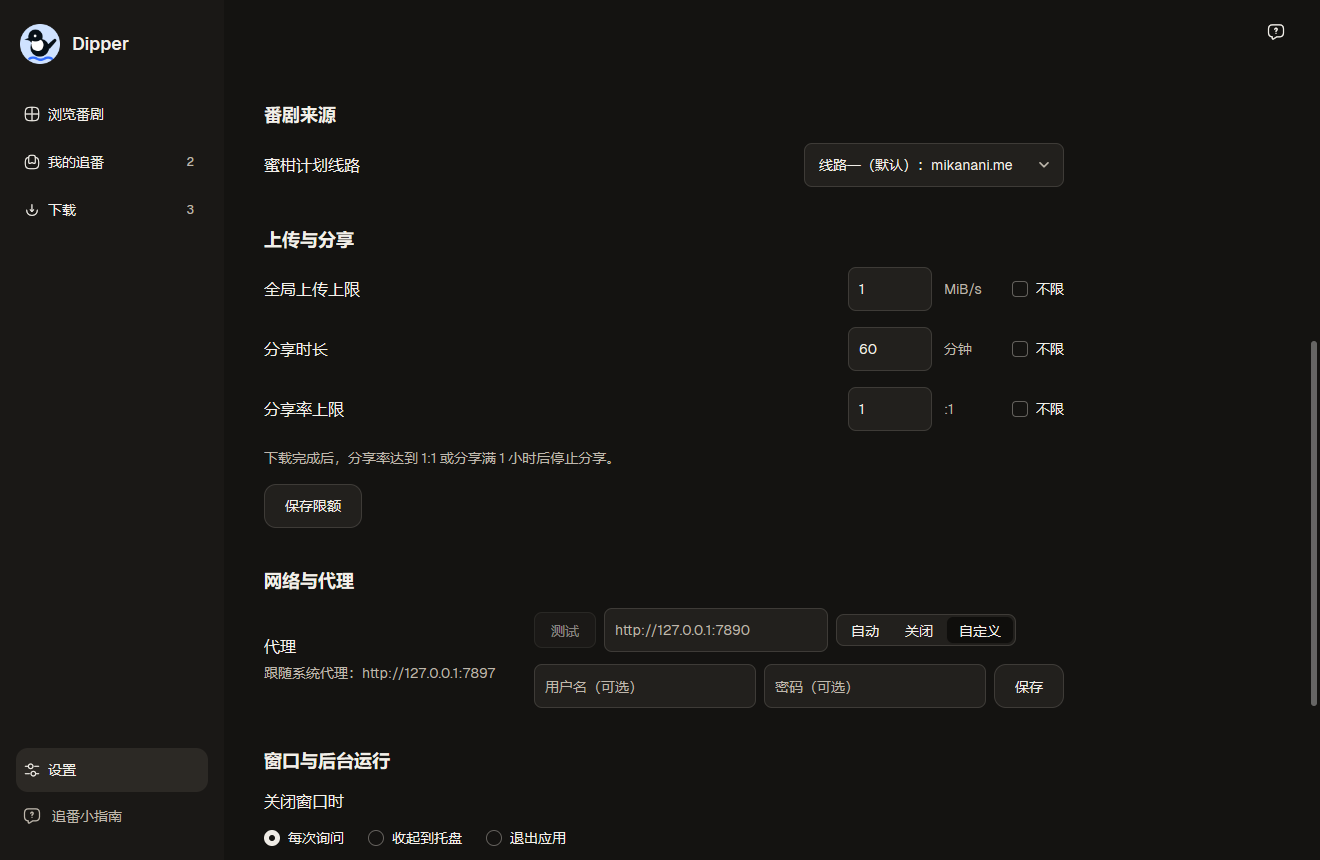 Dipper
浏览番剧
我的追番 2
下载 3
设置
追番小指南
番剧来源
蜜柑计划线路 线路一（默认）：mikanani.me
上传与分享
全局上传上限 1 MiB/s 不限
分享时长 60 分钟 不限
分享率上限 1 :1 不限
下载完成后，分享率达到 1:1 或分享满 1 小时后停止分享。
保存限额
网络与代理
代理
跟随系统代理：http://127.0.0.1:7897
测试 http://127.0.0.1:7890 自动 关闭 自定义
用户名（可选） 密码（可选） 保存
窗口与后台运行
关闭窗口时
每次询问 收起到托盘 退出应用